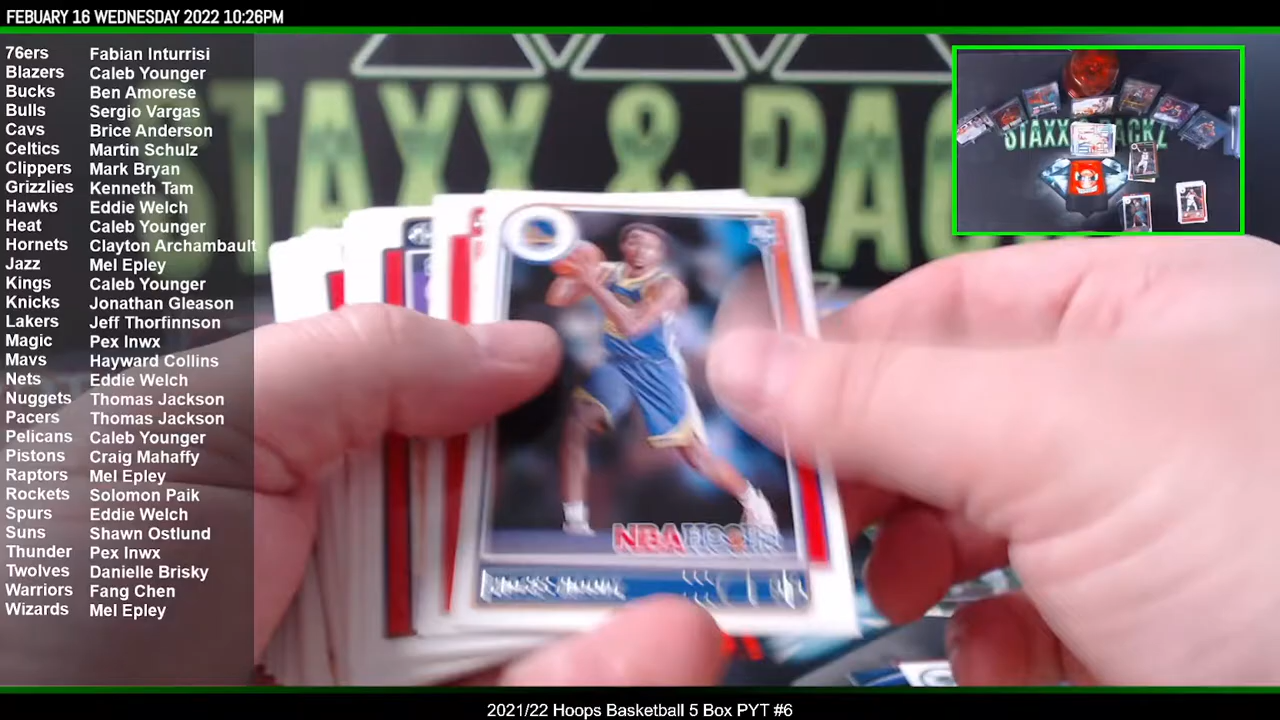 FEBUARY 16 WEDNESDAY 2022 10:26PM
76ers Fabian Inturrisi
Blazers Caleb Younger
Bucks Ben Amorese
Bulls Sergio Vargas
Cavs Brice Anderson
Celtics Martin Schulz
Clippers Mark Bryan
Grizzlies Kenneth Tam
Hawks Eddie Welch
Heat Caleb Younger
Hornets Clayton Archambault
Jazz Mel Epley
Kings Caleb Younger
Knicks Jonathan Gleason
Lakers Jeff Thorfinnson
Magic Pex Inwx
Mavs Hayward Collins
Nets Eddie Welch
Nuggets Thomas Jackson
Pacers Thomas Jackson
Pelicans Caleb Younger
Pistons Craig Mahaffy
Raptors Mel Epley
Rockets Solomon Paik
Spurs Eddie Welch
Suns Shawn Ostlund
Thunder Pex Inwx
Twolves Danielle Brisky
Warriors Fang Chen
Wizards Mel Epley
STAXX & PAC
STAXX PACKZ
NBA HOOPS
2021/22 Hoops Basketball 5 Box PYT #6